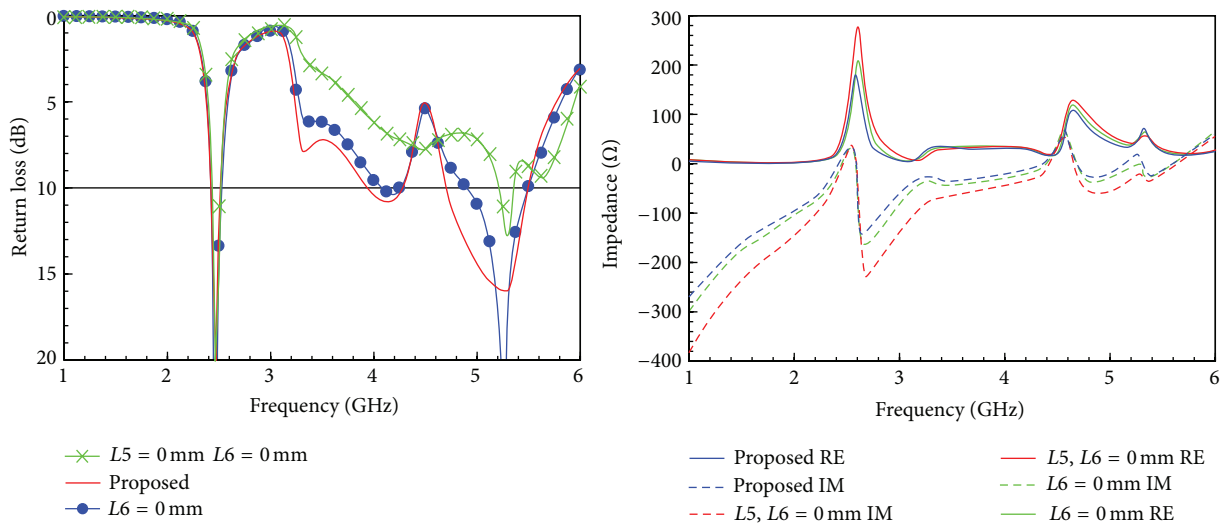 0
5
10
15
20
Return loss (dB)
1
2
3
4
5
6
Frequency (GHz)
L5 = 0 mm L6 = 0 mm
Proposed
L6 = 0 mm
300
200
100
0
−100
−200
−300
−400
Impedance (Ω)
1
2
3
4
5
6
Frequency (GHz)
Proposed RE
Proposed IM
L5, L6 = 0 mm IM
L5, L6 = 0 mm RE
L6 = 0 mm IM
L6 = 0 mm RE